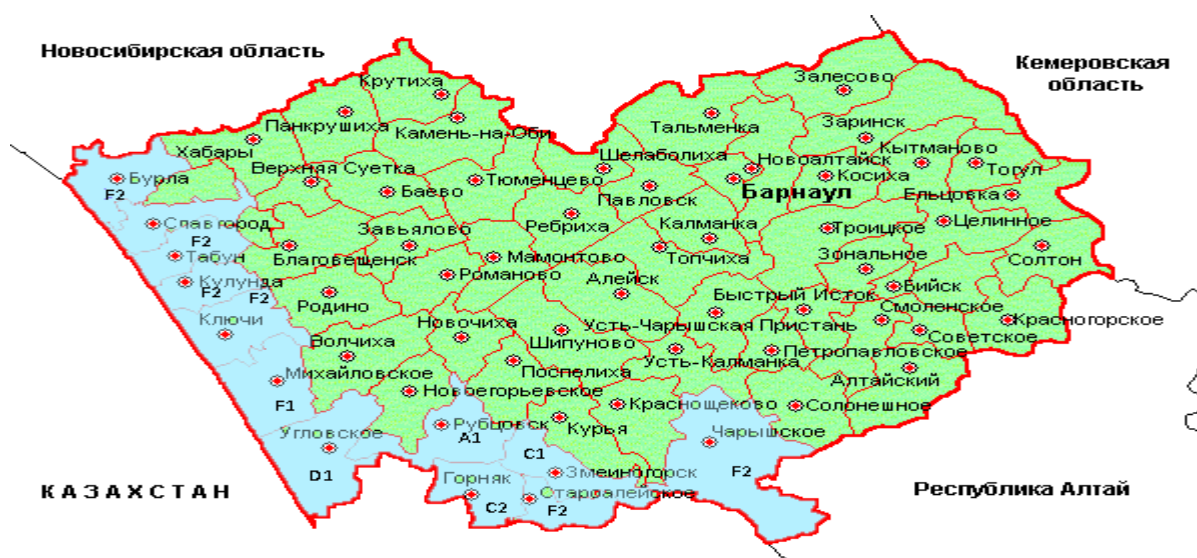 Новосибирская область
Кемеровская
область
Крутиха
Залесово
Панкрушиха
Камень-на-Оби
Тальменка
Заринск
Хабары
Шелаболиха
Новоалтайск
Кытманово
Верхняя Суетка
Тюменцево
Косиха
Тогул
Бурла
F2
Баево
Павловск
Барнаул
Ельцовка
Славгород
F2
Завьялово
Ребриха
Калманка
Троицкое
Целинное
Табун
Благовещенск
Мамонтово
Топчиха
Зональное
Солтон
Кулунда
F2
F2
Романово
Алейск
Бийск
Родино
Быстрый Исток
Смоленское
Ключи
Новочиха
Усть-Чарышская Пристань
Красногорское
Волчиха
Шипуново
Советское
Усть-Калманка
Петропавловское
Михайловское
Поспелиха
Алтайский
Новоегорьевское
F1
Краснощеково
Солонешное
Рубцовск
A1
Курья
Угловское
C1
Чарышское
D1
Горняк
Змеиногорск
F2
C2
Староалейское
F2
КАЗАХСТАН
Республика Алтай